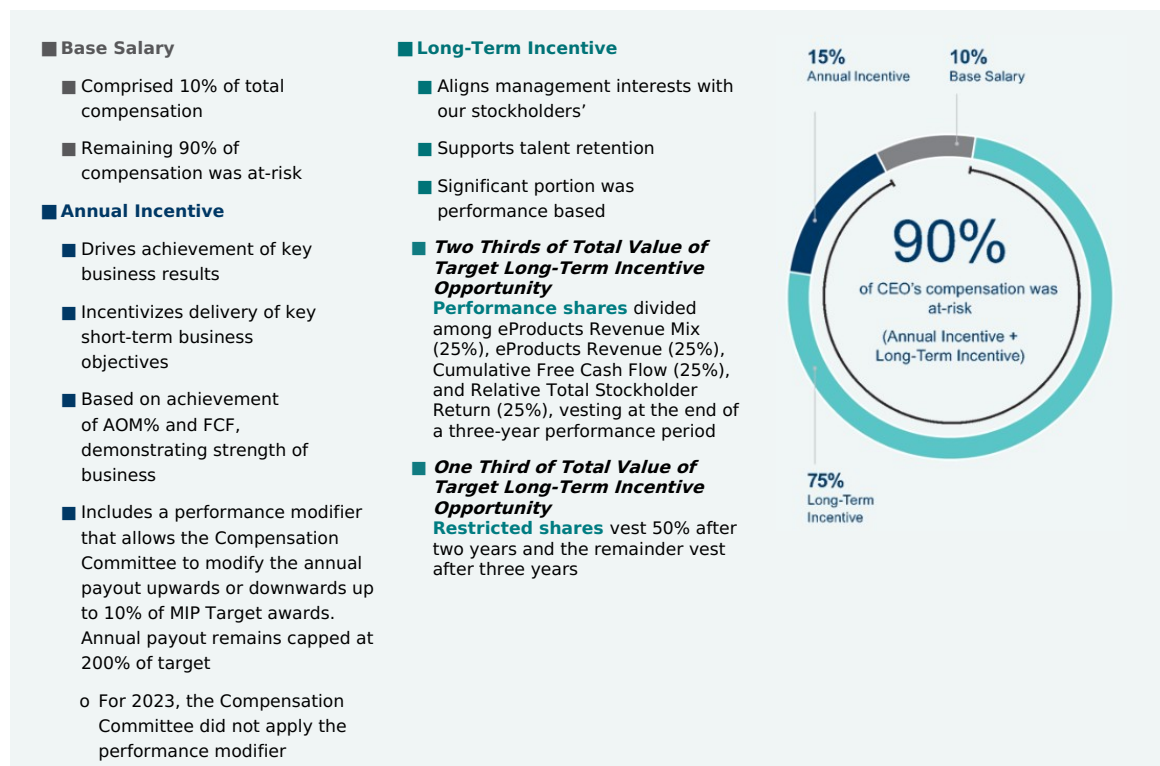 Base Salary
Comprised 10% of total
compensation
Remaining 90% of
compensation was at-risk
Annual Incentive
Drives achievement of key
business results
Incentivizes delivery of key
short-term business
objectives
Based on achievement
of AOM% and FCF,
demonstrating strength of
business
Includes a performance modifier
that allows the Compensation
Committee to modify the annual
payout upwards or downwards up
to 10% of MIP Target awards.
Annual payout remains capped at
200% of target
o For 2023, the Compensation
Committee did not apply the
performance modifier
Long-Term Incentive
Aligns management interests with
our stockholders’
Supports talent retention
Significant portion was
performance based
Two Thirds of Total Value of
Target Long-Term Incentive
Opportunity
Performance shares divided
among eProducts Revenue Mix
(25%), eProducts Revenue (25%),
Cumulative Free Cash Flow (25%),
and Relative Total Stockholder
Return (25%), vesting at the end of
a three-year performance period
One Third of Total Value of
Target Long-Term Incentive
Opportunity
Restricted shares vest 50% after
two years and the remainder vest
after three years
15%
Annual Incentive
10%
Base Salary
90%
of CEO’s compensation was
at-risk
(Annual Incentive +
Long-Term Incentive)
75%
Long-Term
Incentive